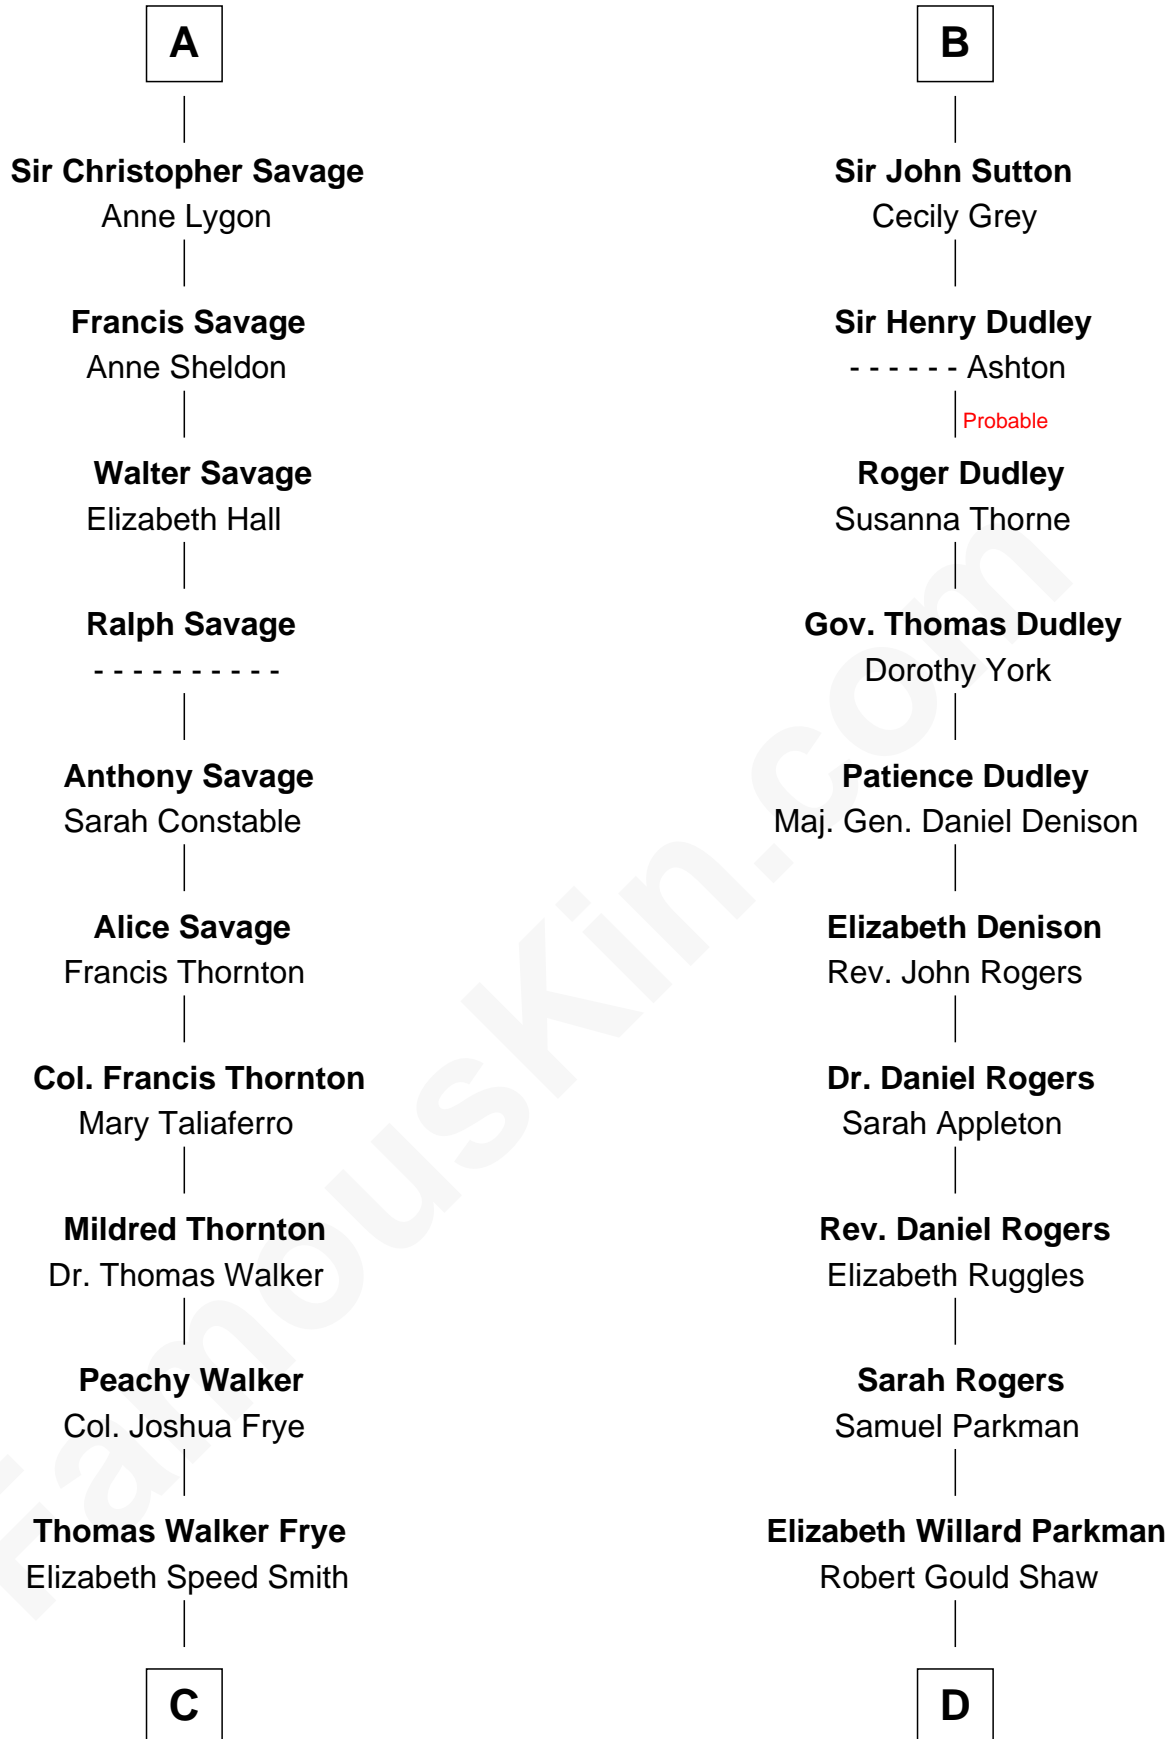 A
Sir Christopher Savage
Anne Lygon
Francis Savage
Anne Sheldon
Walter Savage
Elizabeth Hall
Ralph Savage
- - - - - - - - - -
Anthony Savage
Sarah Constable
Alice Savage
Francis Thornton
Col. Francis Thornton
Mary Taliaferro
Mildred Thornton
Dr. Thomas Walker
Peachy Walker
Col. Joshua Frye
Thomas Walker Frye
Elizabeth Speed Smith
C
B
Sir John Sutton
Cecily Grey
Sir Henry Dudley
- - - - - - Ashton
Probable
Roger Dudley
Susanna Thorne
Gov. Thomas Dudley
Dorothy York
Patience Dudley
Maj. Gen. Daniel Denison
Elizabeth Denison
Rev. John Rogers
Dr. Daniel Rogers
Sarah Appleton
Rev. Daniel Rogers
Elizabeth Ruggles
Sarah Rogers
Samuel Parkman
Elizabeth Willard Parkman
Robert Gould Shaw
D
FamousKin.com